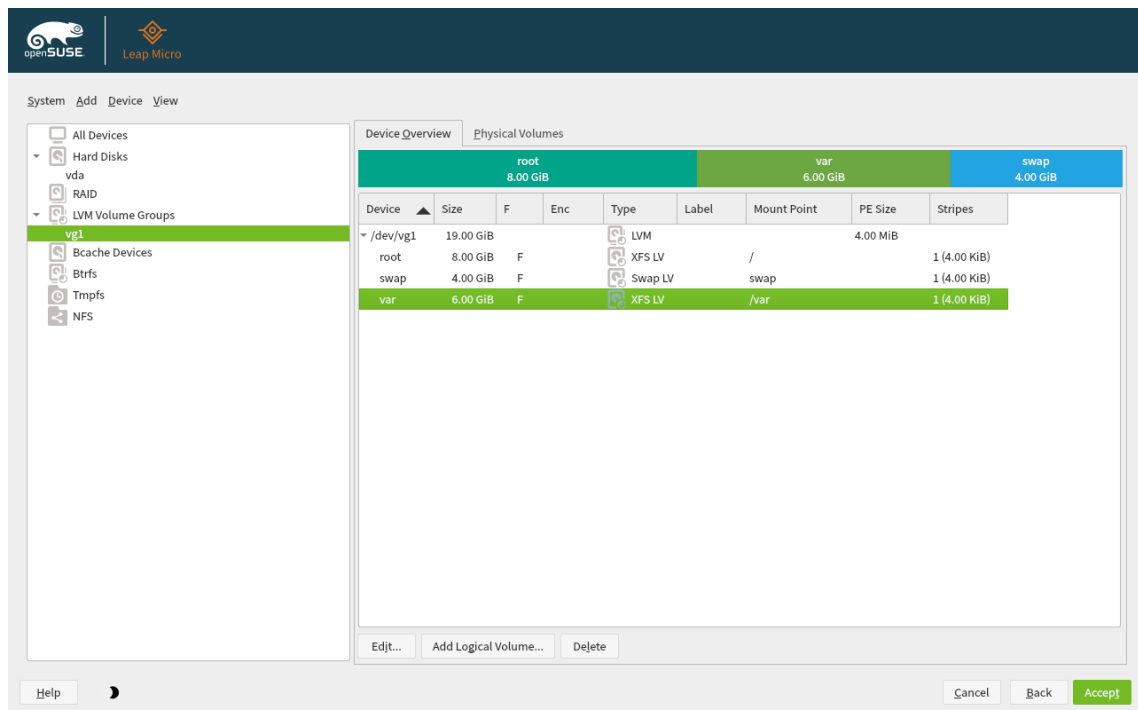 openSUSE
Leap Micro
System Add Device View
All Devices
Hard Disks
vda
RAID
LVM Volume Groups
vg1
Bcache Devices
Btrfs
Tmpfs
NFS
Device Overview Physical Volumes
root var swap
8.00 GiB 6.00 GiB 4.00 GiB
Device Size F Enc Type Label Mount Point PE Size Stripes
/dev/vg1 19.00 GiB LVM 4.00 MiB
root 8.00 GiB F XFS LV / 1 (4.00 KiB)
swap 4.00 GiB F Swap LV swap 1 (4.00 KiB)
var 6.00 GiB F XFS LV /var 1 (4.00 KiB)
Edit... Add Logical Volume... Delete
Help Cancel Back Accept